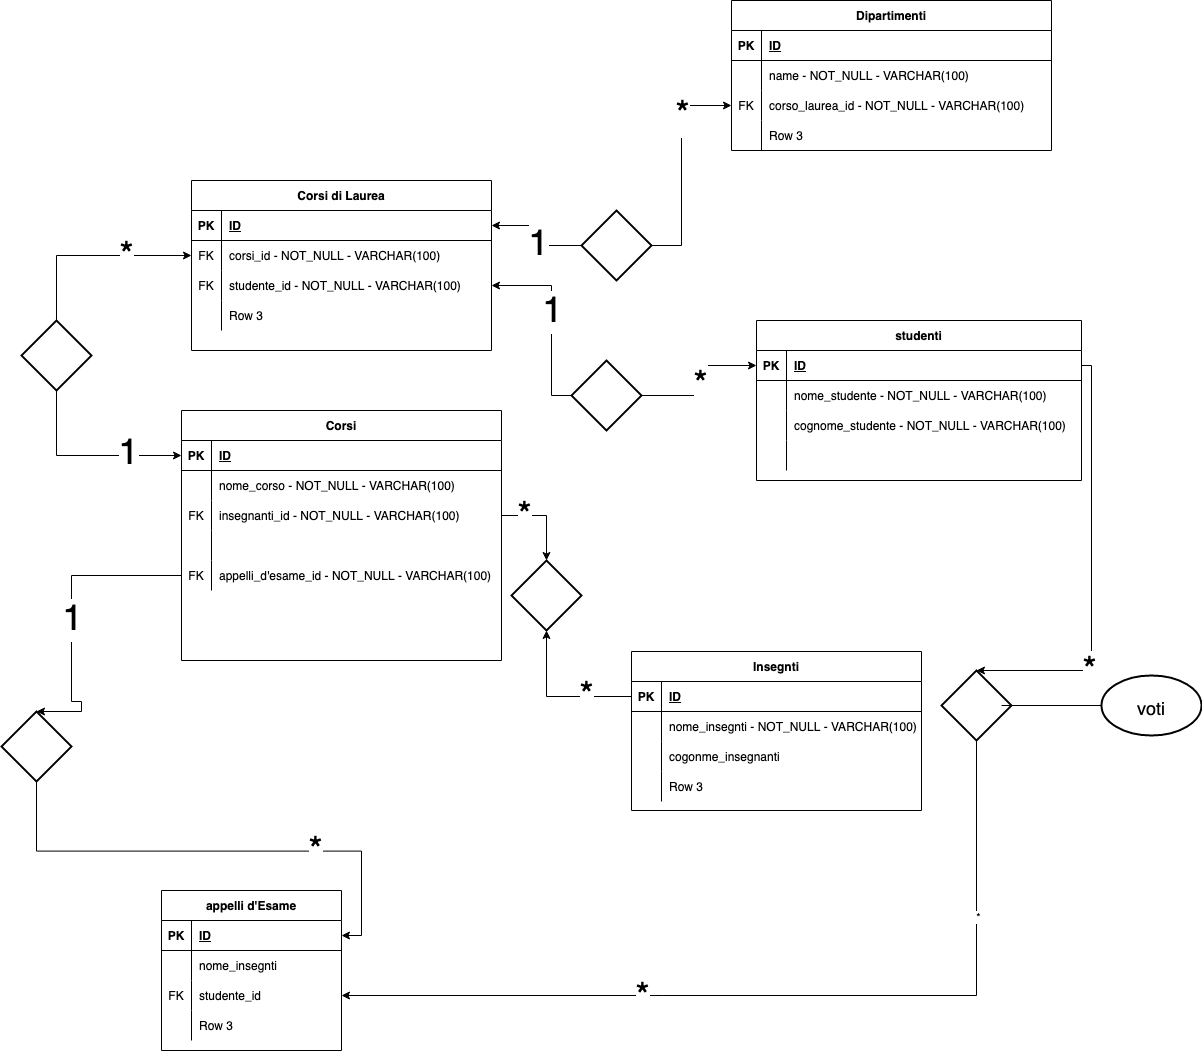 Dipartimenti
PK ID
name - NOT_NULL - VARCHAR(100)
* FK corso_laurea_id - NOT_NULL - VARCHAR(100)
Row 3
Corsi di Laurea
PK ID
* FK corsi_id - NOT_NULL - VARCHAR(100)
1
FK studente_id - NOT_NULL - VARCHAR(100)
1
Row 3
studenti
* PK ID
nome_studente - NOT_NULL - VARCHAR(100)
cognome_studente - NOT_NULL - VARCHAR(100)
Corsi
1 PK ID
nome_corso - NOT_NULL - VARCHAR(100)
FK insegnanti_id - NOT_NULL - VARCHAR(100) *
FK appelli_d'esame_id - NOT_NULL - VARCHAR(100)
1
Insegnti
*
* PK ID
nome_insegnti - NOT_NULL - VARCHAR(100)
voti
cogonme_insegnanti
Row 3
*
appelli d'Esame
*
PK ID
nome_insegnti
FK studente_id *
Row 3